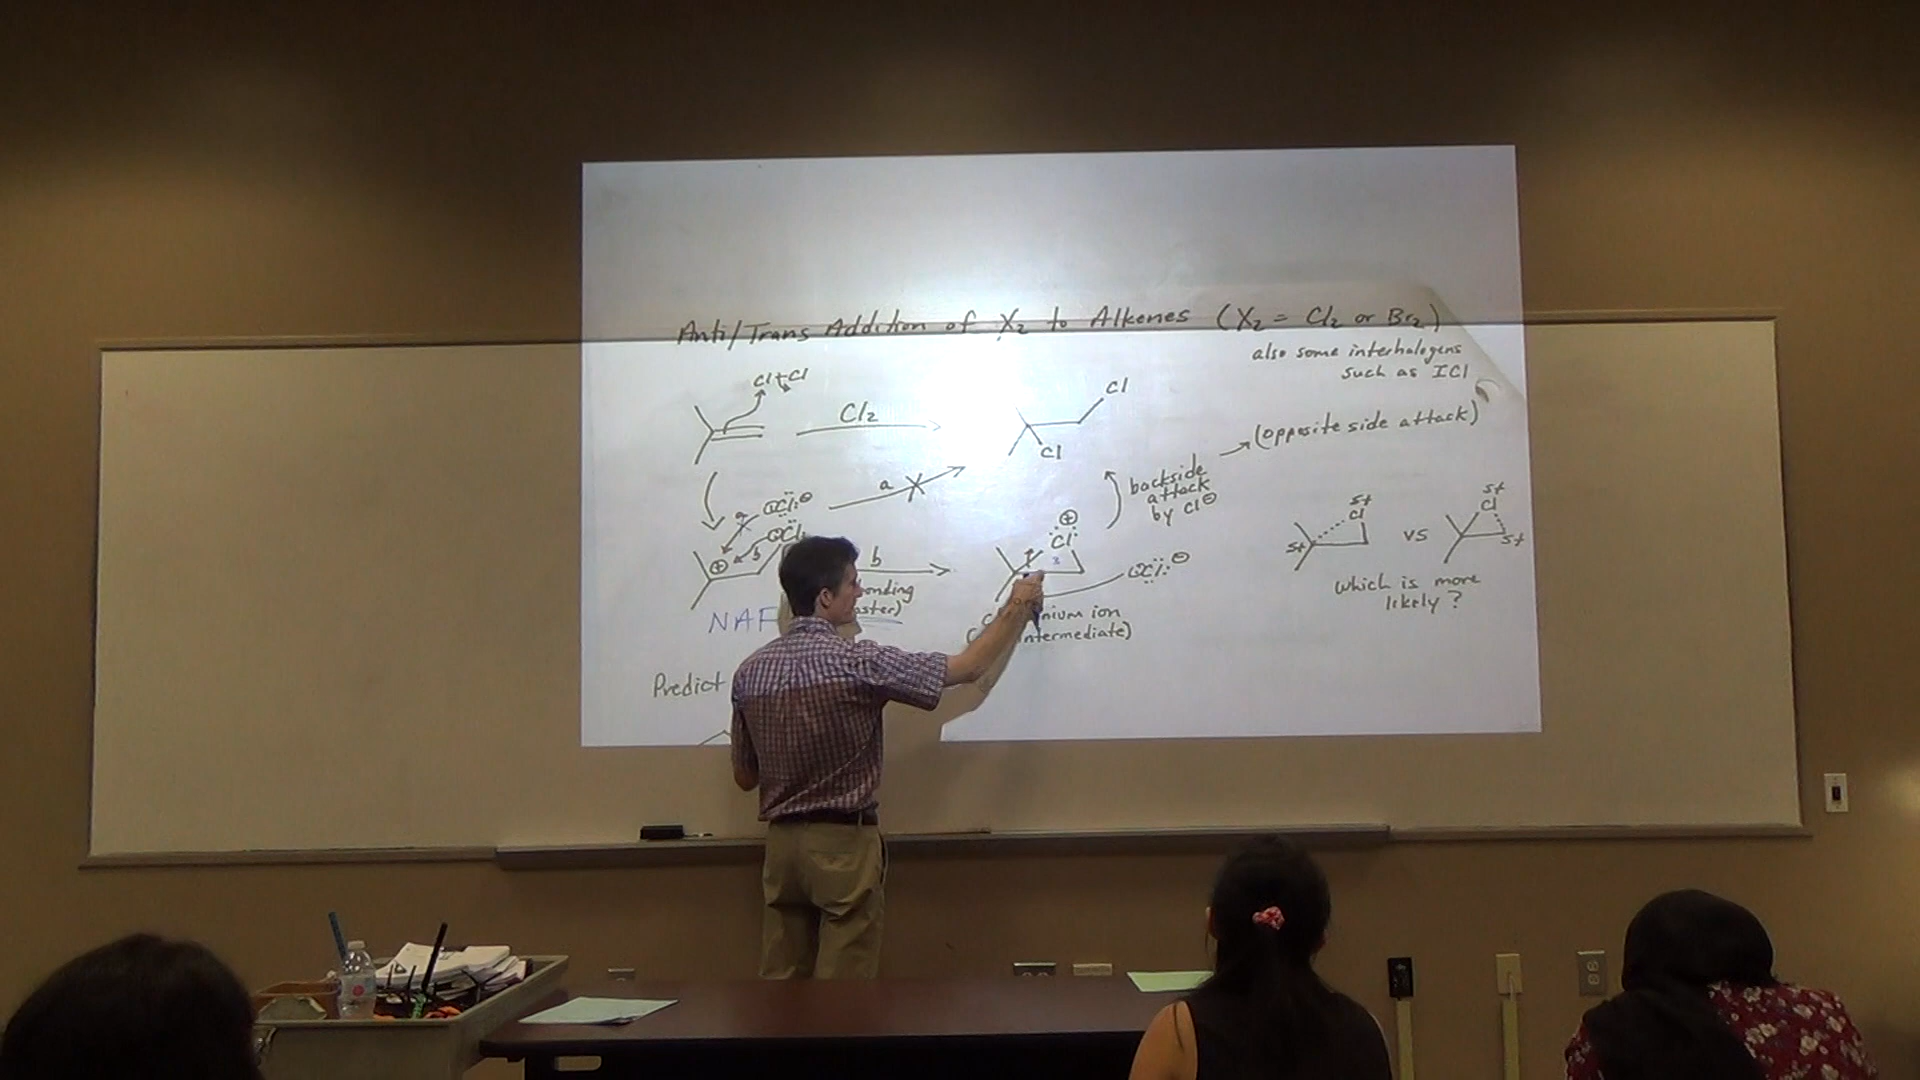 Anti/Trans Addition of X2 to Alkenes (X2 = Cl2 or Br2)
also some interhalogens
such as ICl
Cl Cl
Cl2
Cl
Cl
(opposite side attack)
a
a
backside
attack
by Cl⊖
Cl:⊖
Cl
b
b
⊕
⊕
Cl
Cl:⊖
δ+
Cl
δ+
vs
δ+
Cl
δ+
which is more
likely?
NAF
ion
intermediate)
Predict